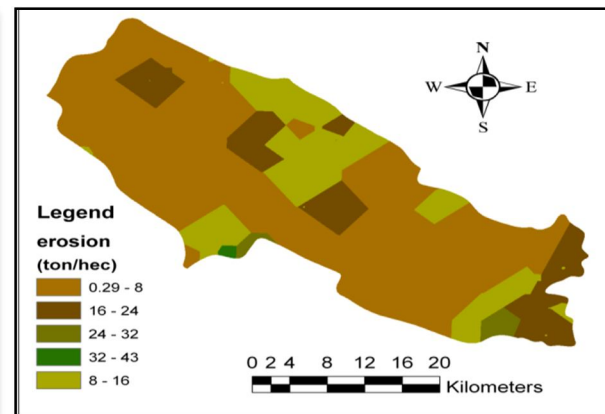 N
W E
S
Legend
erosion
(ton/hec)
0.29 - 8
16 - 24
24 - 32
32 - 43
8 - 16
0 2 4 8 12 16 20
Kilometers